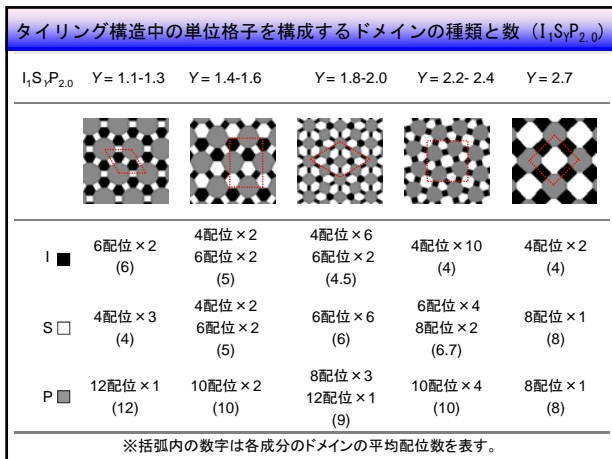 タイリング構造中の単位格子を構成するドメインの種類と数（I₁SᵧP₂.₀）
I₁SᵧP₂.₀ Y = 1.1-1.3 Y = 1.4-1.6 Y = 1.8-2.0 Y = 2.2- 2.4 Y = 2.7
4配位×2 4配位×6
I 6配位×2 6配位×2 6配位×2 4配位×10 4配位×2
(6) (5) (4.5) (4) (4)
4配位×2 6配位×4
S 4配位×3 6配位×2 6配位×6 8配位×2 8配位×1
(4) (5) (6) (6.7) (8)
8配位×3
P 12配位×1 10配位×2 12配位×1 10配位×4 8配位×1
(12) (10) (9) (10) (8)
※括弧内の数字は各成分のドメインの平均配位数を表す。